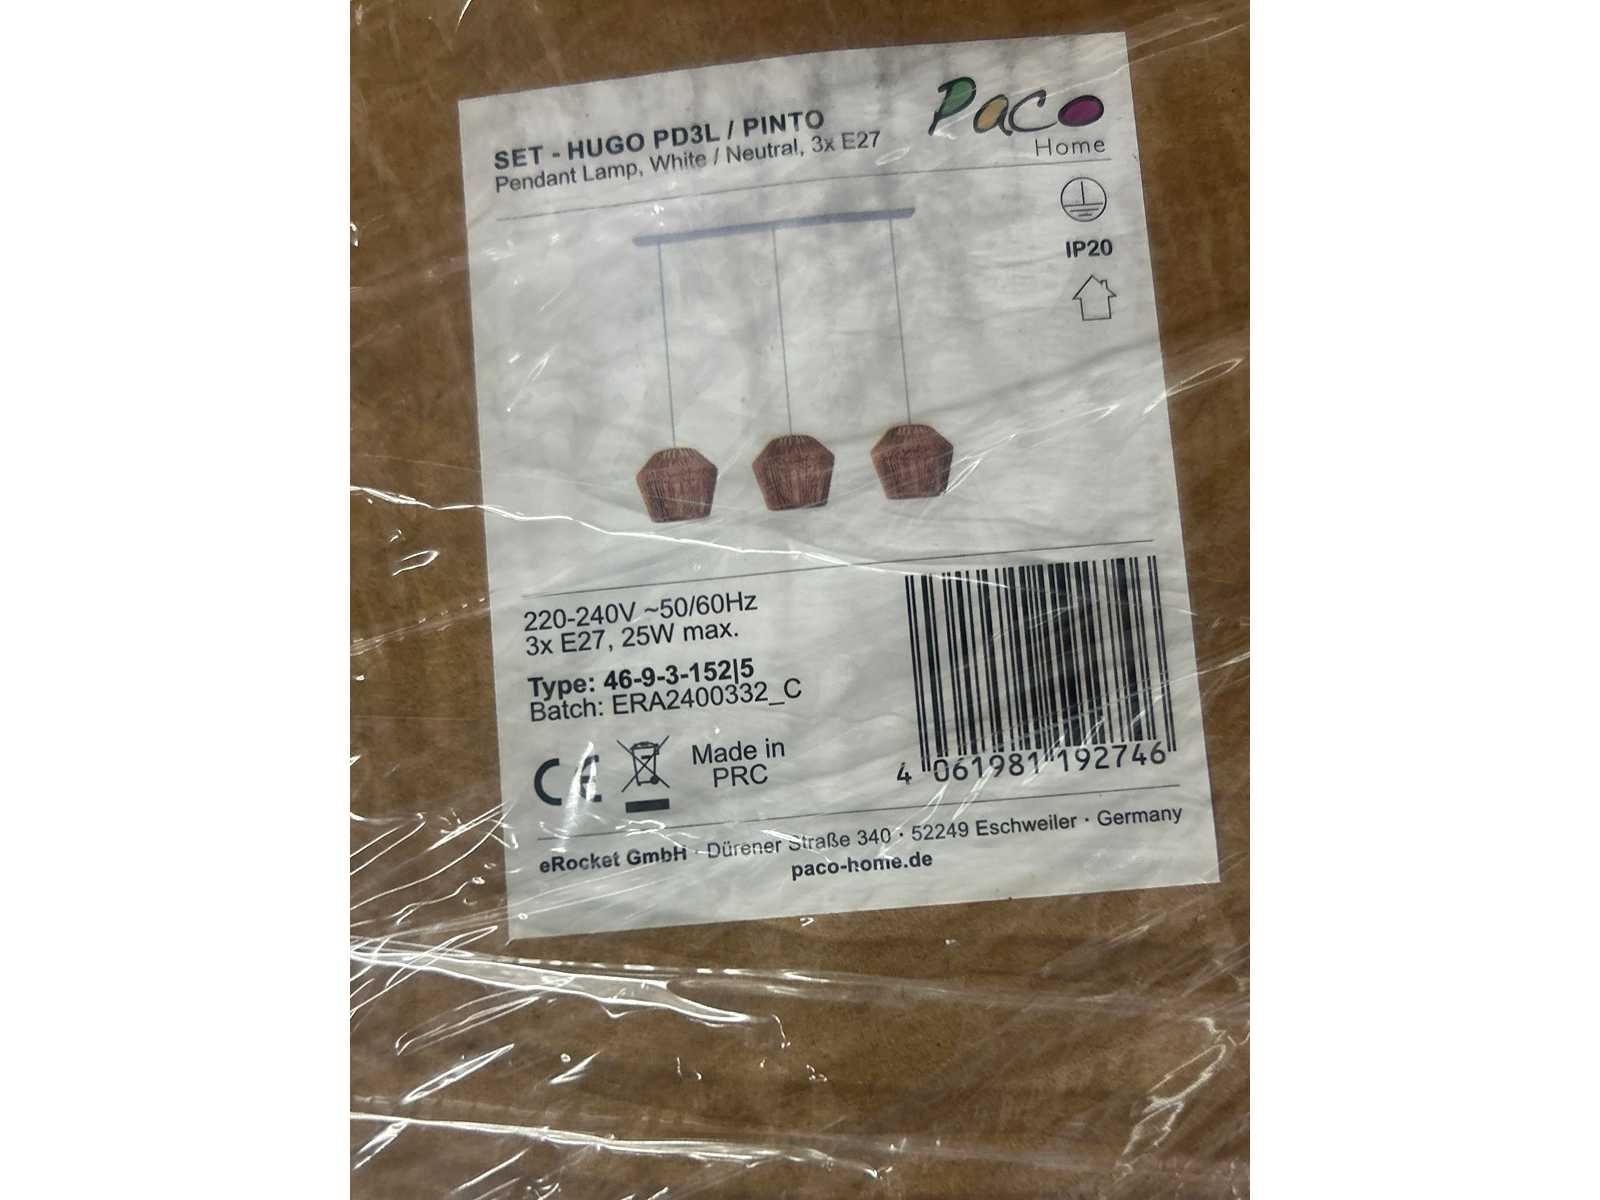 Paco
Home
SET - HUGO PD3L / PINTO
Pendant Lamp, White / Neutral, 3x E27
IP20
220-240V ~50/60Hz
3x E27, 25W max.
Type: 46-9-3-152|5
Batch: ERA2400332_C
CE
Made in
PRC
4 061981 192746
eRocket GmbH · Dürener Straße 340 · 52249 Eschweiler · Germany
paco-home.de